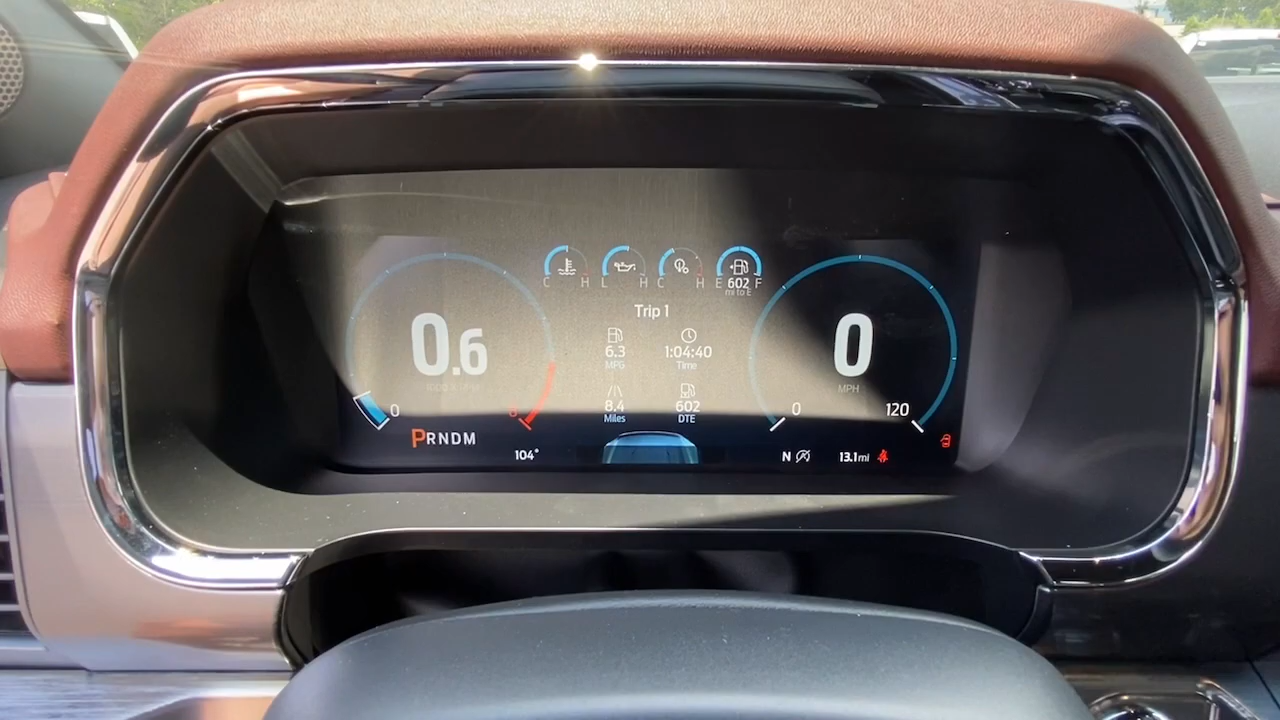 C H L H C H E 602 F
mi to E
Trip 1
6.3
MPG
1:04:40
Time
8.4
Miles
602
DTE
0.6
0 6
PRNDM
104°
0
MPH
0 120
N
13.1mi